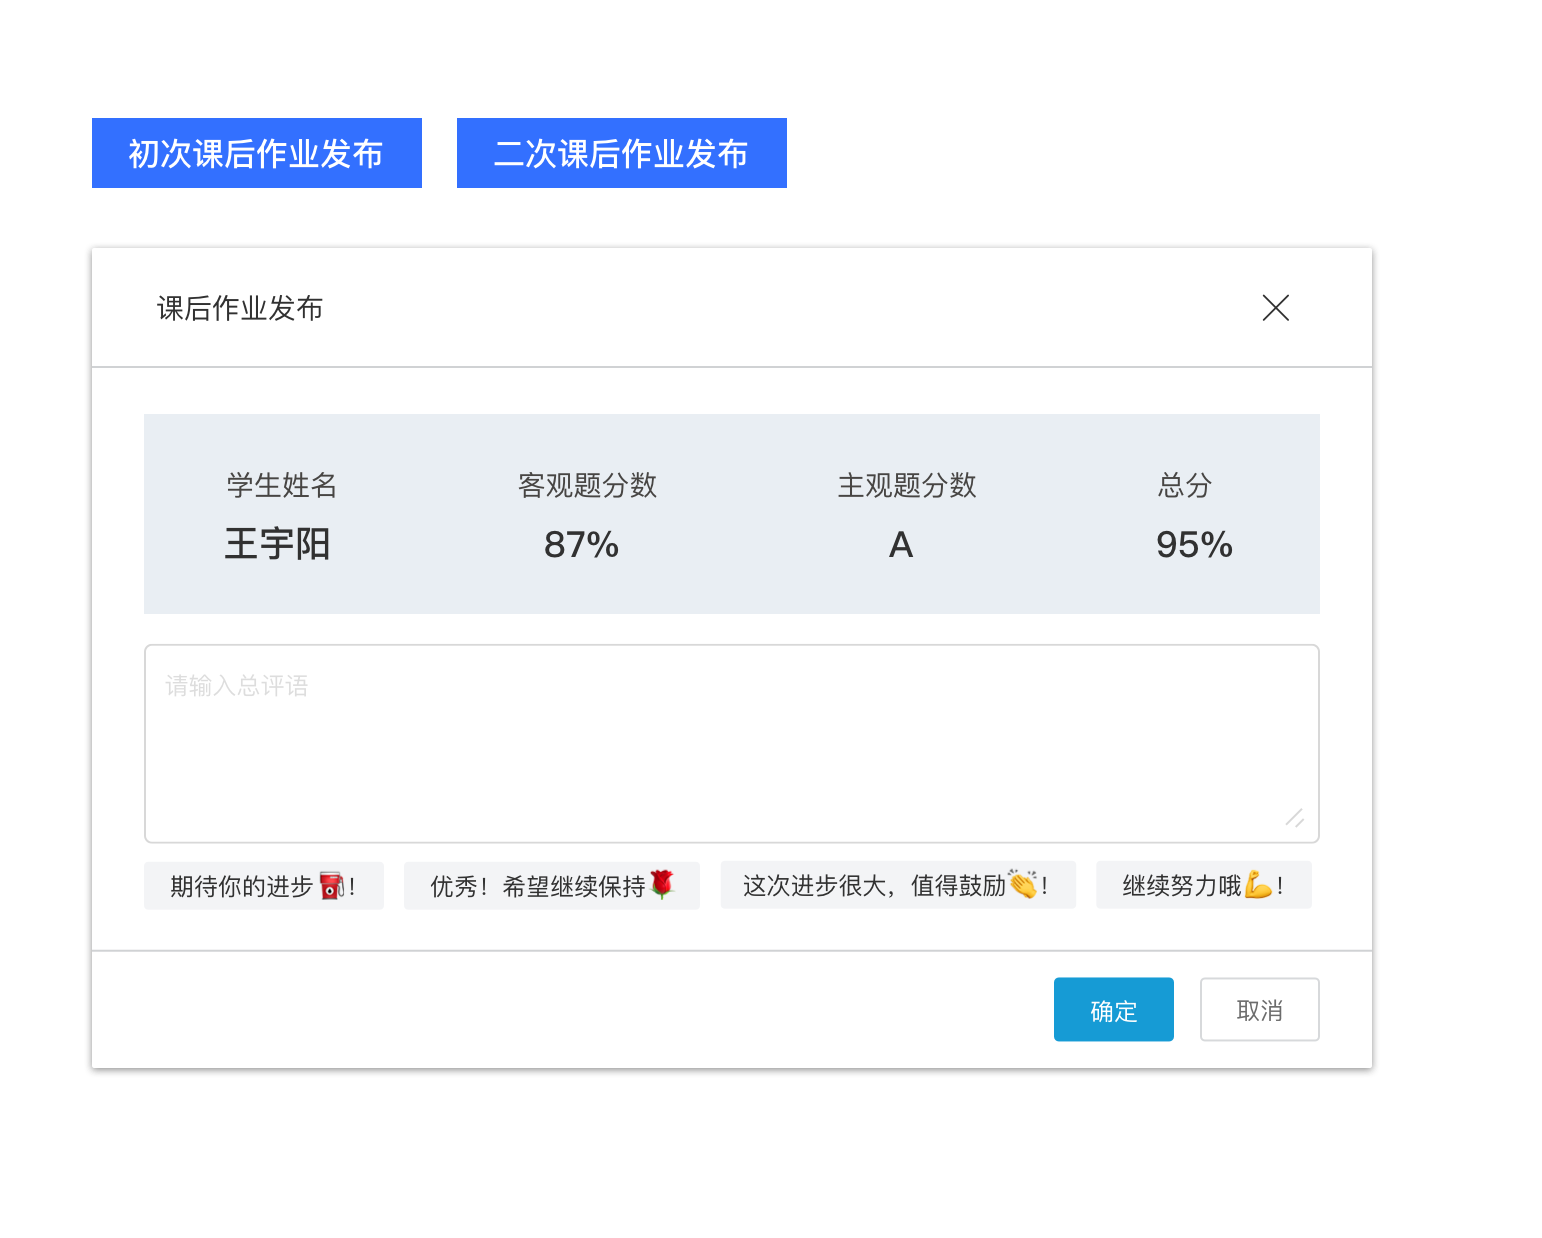 初次课后作业发布 二次课后作业发布
课后作业发布
学生姓名 客观题分数 主观题分数 总分
王宇阳 87% A 95%
请输入总评语
期待你的进步⛽! 优秀！希望继续保持🌹 这次进步很大，值得鼓励👏! 继续努力哦💪!
确定 取消